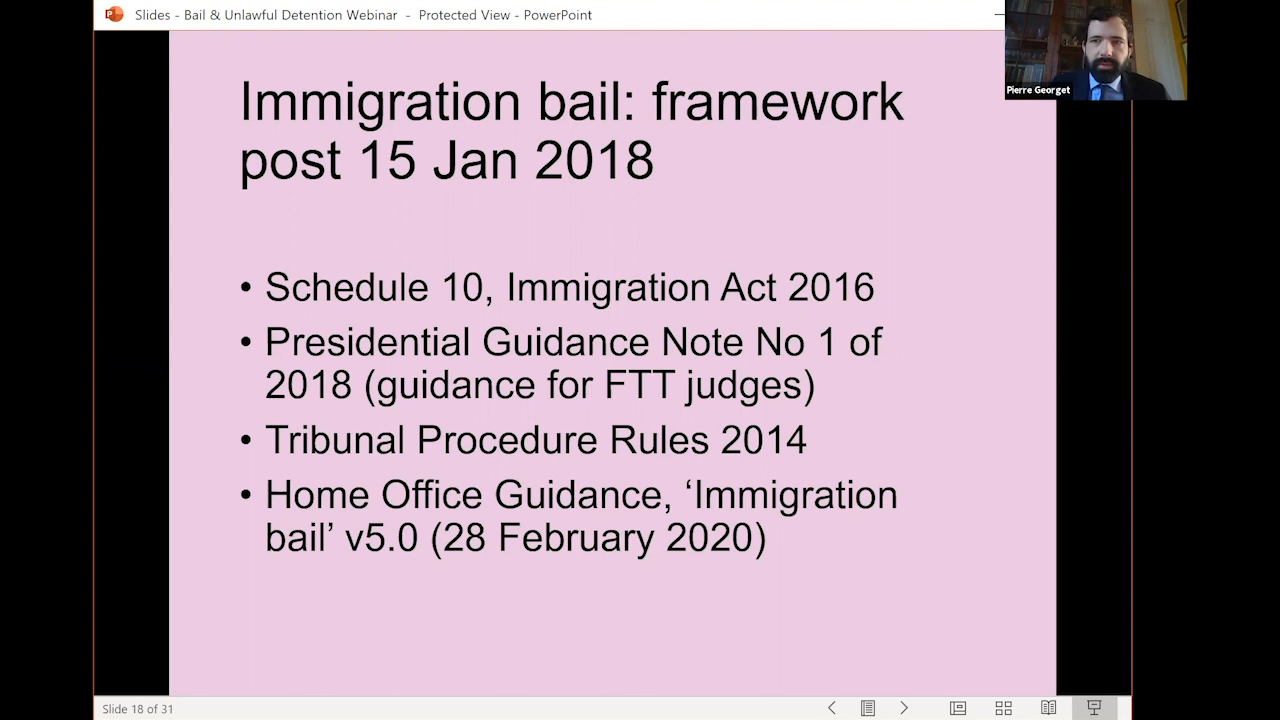 Slides - Bail & Unlawful Detention Webinar - Protected View - PowerPoint
Pierre Georget
Immigration bail: framework
post 15 Jan 2018
• Schedule 10, Immigration Act 2016
• Presidential Guidance Note No 1 of
2018 (guidance for FTT judges)
• Tribunal Procedure Rules 2014
• Home Office Guidance, ‘Immigration
bail’ v5.0 (28 February 2020)
Slide 18 of 31